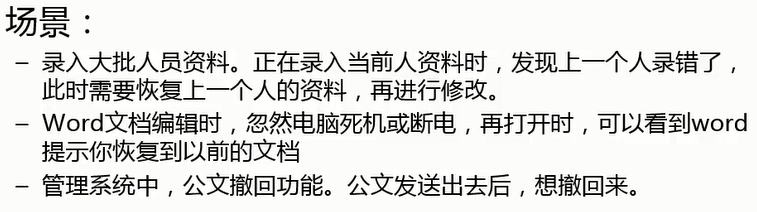 场景：
– 录入大批人员资料。正在录入当前人资料时，发现上一个人录错了，
此时需要恢复上一个人的资料，再进行修改。
– Word文档编辑时，忽然电脑死机或断电，再打开时，可以看到word
提示你恢复到以前的文档
– 管理系统中，公文撤回功能。公文发送出去后，想撤回来。